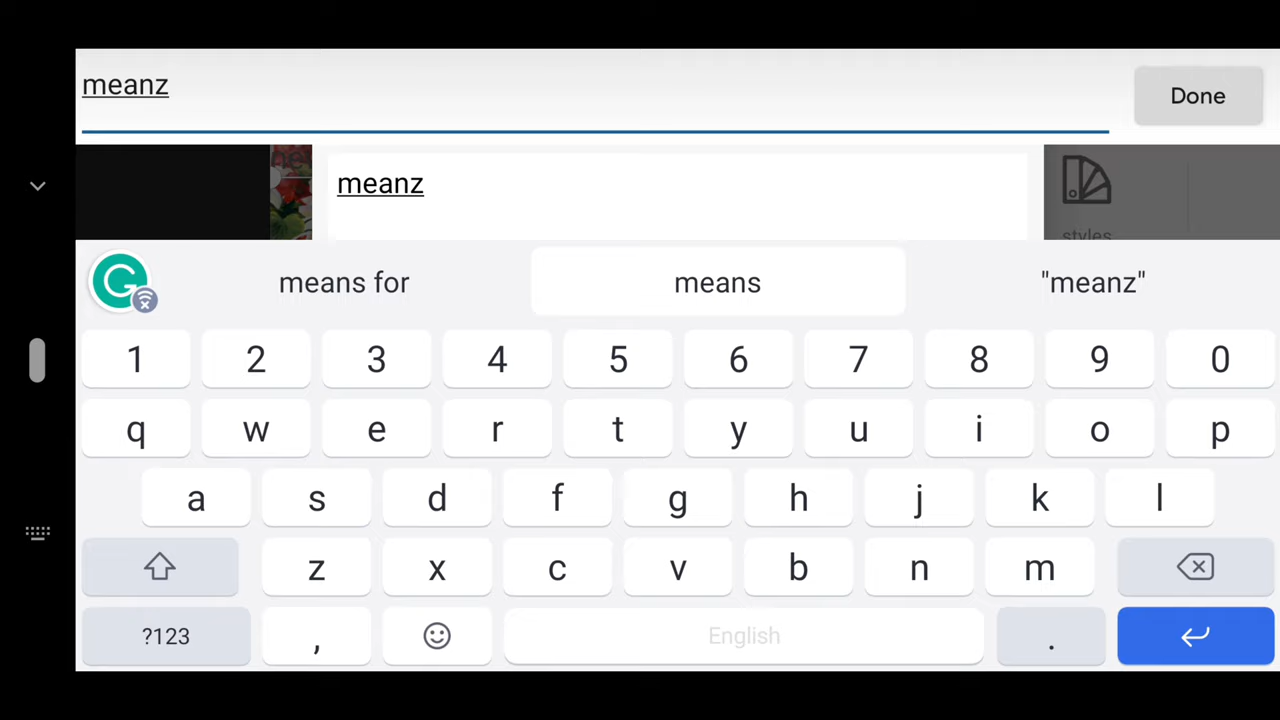 meanz
Done
meanz
styles
means for
means
"meanz"
1 2 3 4 5 6 7 8 9 0
q w e r t y u i o p
a s d f g h j k l
z x c v b n m
?123 , English .